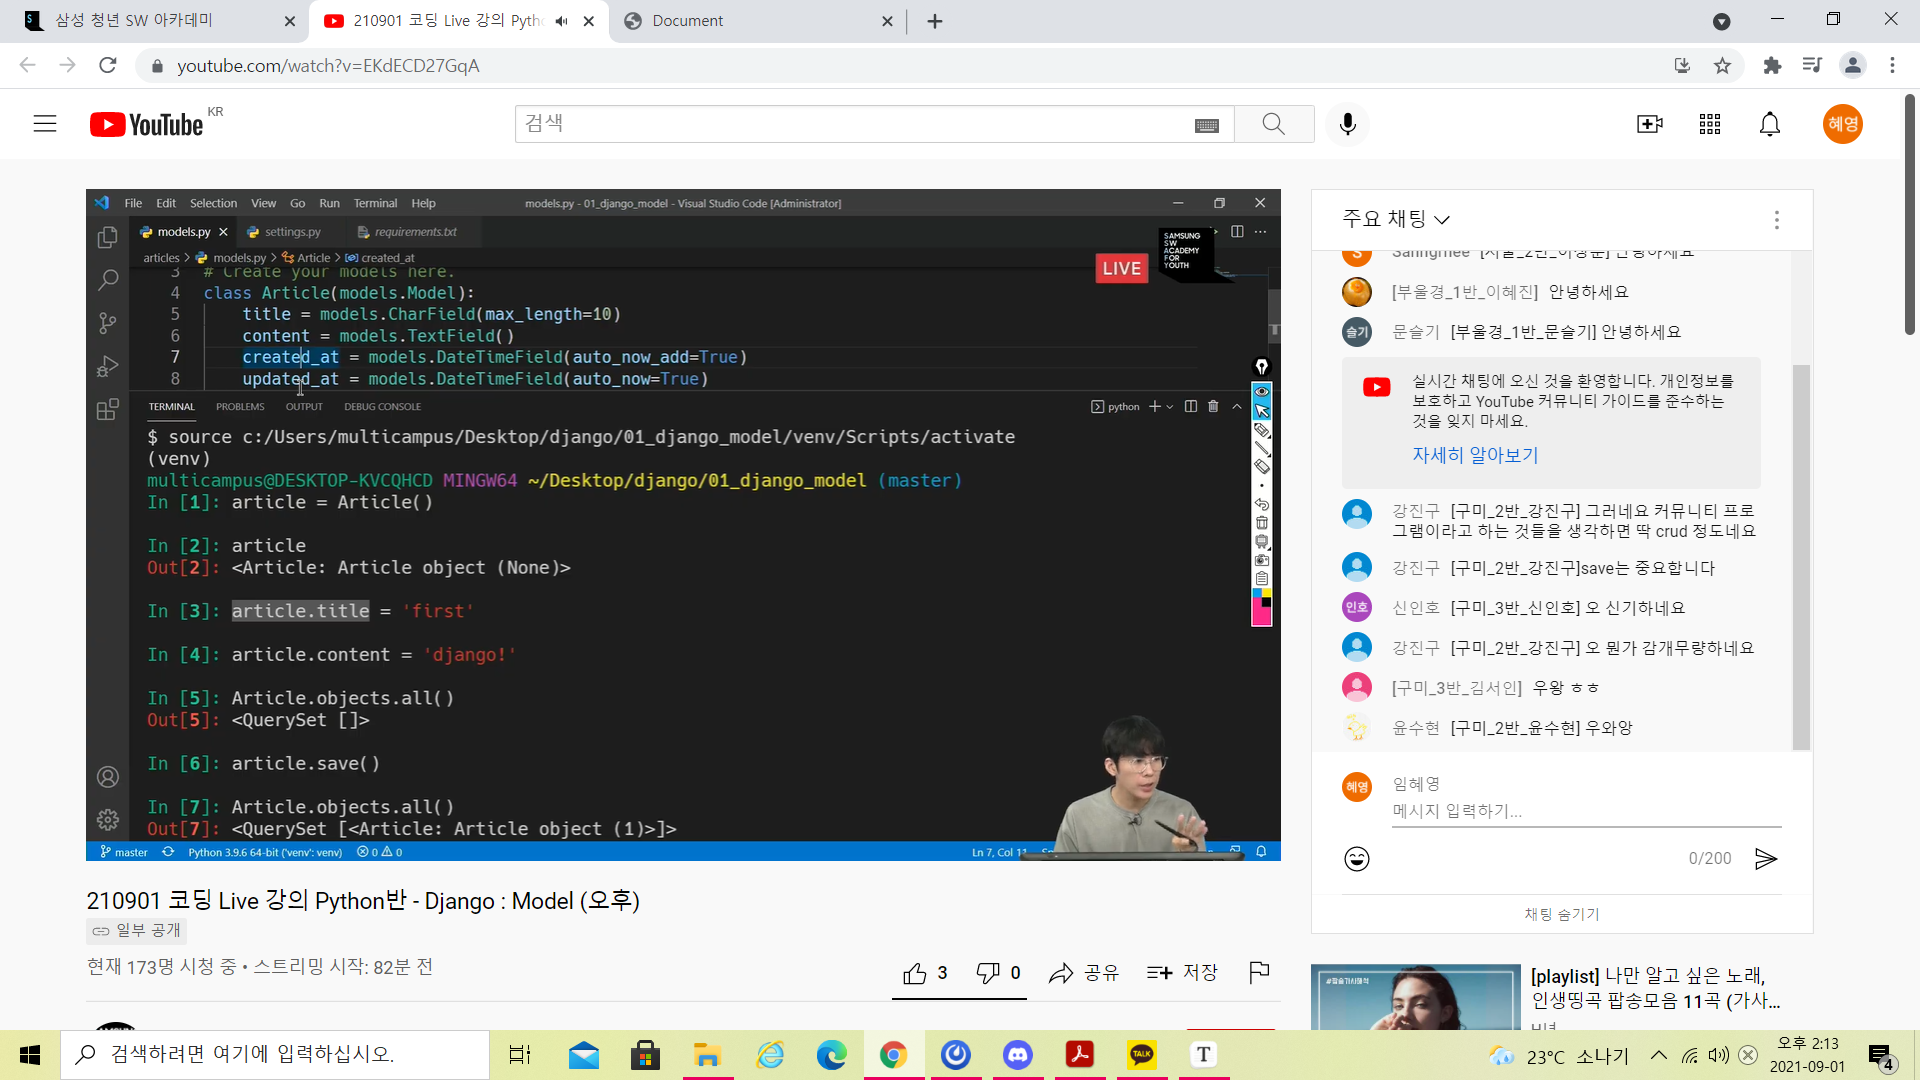 삼성 청년 SW 아카데미
210901 코딩 Live 강의 Pyth
Document
youtube.com/watch?v=EKdECD27GqA
YouTube KR
검색
혜영
File Edit Selection View Go Run Terminal Help
models.py - 01_django_model - Visual Studio Code [Administrator]
models.py settings.py requirements.txt
articles > models.py > Article > created_at
SAMSUNG
SW
ACADEMY
FOR
YOUTH
LIVE
3 # Create your models here.
4 class Article(models.Model):
5 title = models.CharField(max_length=10)
6 content = models.TextField()
7 created_at = models.DateTimeField(auto_now_add=True)
8 updated_at = models.DateTimeField(auto_now=True)
TERMINAL PROBLEMS OUTPUT DEBUG CONSOLE
python
$ source c:/Users/multicampus/Desktop/django/01_django_model/venv/Scripts/activate
(venv)
multicampus@DESKTOP-KVCQHCD MINGW64 ~/Desktop/django/01_django_model (master)
In [1]: article = Article()
In [2]: article
Out[2]: <Article: Article object (None)>
In [3]: article.title = 'first'
In [4]: article.content = 'django!'
In [5]: Article.objects.all()
Out[5]: <QuerySet []>
In [6]: article.save()
In [7]: Article.objects.all()
Out[7]: <QuerySet [<Article: Article object (1)>]>
master Python 3.9.6 64-bit ('venv': venv) 0 0
Ln 7, Col 11
210901 코딩 Live 강의 Python반 - Django : Model (오후)
일부 공개
현재 173명 시청 중 • 스트리밍 시작: 82분 전
3 0 공유 저장
주요 채팅
[부울경_1반_이혜진] 안녕하세요
슬기 문슬기 [부울경_1반_문슬기] 안녕하세요
실시간 채팅에 오신 것을 환영합니다. 개인정보를
보호하고 YouTube 커뮤니티 가이드를 준수하는
것을 잊지 마세요.
자세히 알아보기
강진구 [구미_2반_강진구] 그러네요 커뮤니티 프로
그램이라고 하는 것들을 생각하면 딱 crud 정도네요
강진구 [구미_2반_강진구]save는 중요합니다
인호 신인호 [구미_3반_신인호] 오 신기하네요
강진구 [구미_2반_강진구] 오 뭔가 감개무량하네요
[구미_3반_김서인] 우왕 ㅎㅎ
윤수현 [구미_2반_윤수현] 우와앙
혜영 임혜영
메시지 입력하기...
0/200
채팅 숨기기
#팝송가사해석
[playlist] 나만 알고 싶은 노래,
인생띵곡 팝송모음 11곡 (가사...
검색하려면 여기에 입력하십시오.
TALK
T
23°C 소나기
오후 2:13
2021-09-01
4